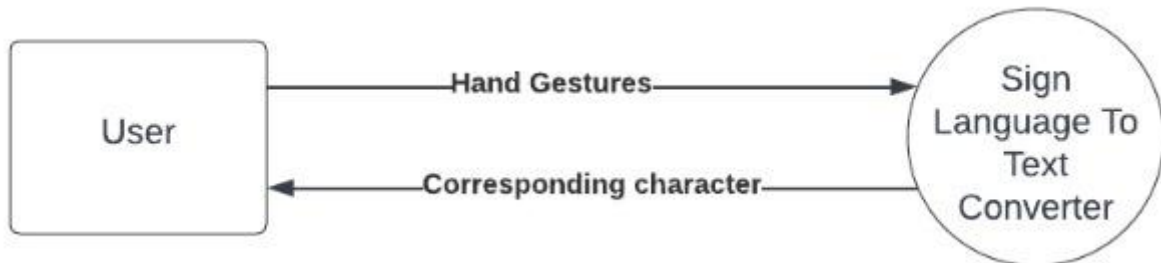 User
Hand Gestures
Corresponding character
Sign
Language To
Text
Converter